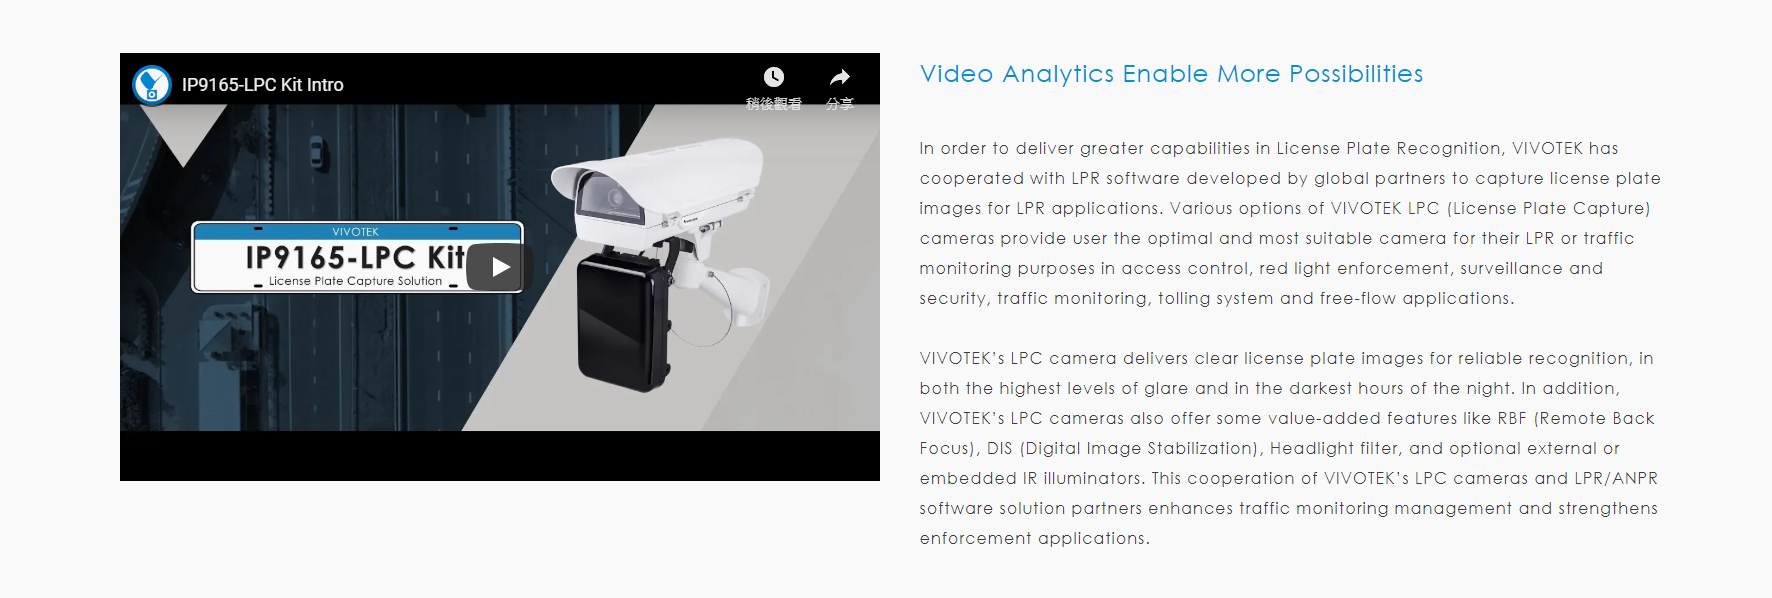 IP9165-LPC Kit Intro
稍後觀看
分享
VIVOTEK
IP9165-LPC Kit
License Plate Capture Solution
Video Analytics Enable More Possibilities
In order to deliver greater capabilities in License Plate Recognition, VIVOTEK has
cooperated with LPR software developed by global partners to capture license plate
images for LPR applications. Various options of VIVOTEK LPC (License Plate Capture)
cameras provide user the optimal and most suitable camera for their LPR or traffic
monitoring purposes in access control, red light enforcement, surveillance and
security, traffic monitoring, tolling system and free-flow applications.
VIVOTEK’s LPC camera delivers clear license plate images for reliable recognition, in
both the highest levels of glare and in the darkest hours of the night. In addition,
VIVOTEK’s LPC cameras also offer some value-added features like RBF (Remote Back
Focus), DIS (Digital Image Stabilization), Headlight filter, and optional external or
embedded IR illuminators. This cooperation of VIVOTEK’s LPC cameras and LPR/ANPR
software solution partners enhances traffic monitoring management and strengthens
enforcement applications.